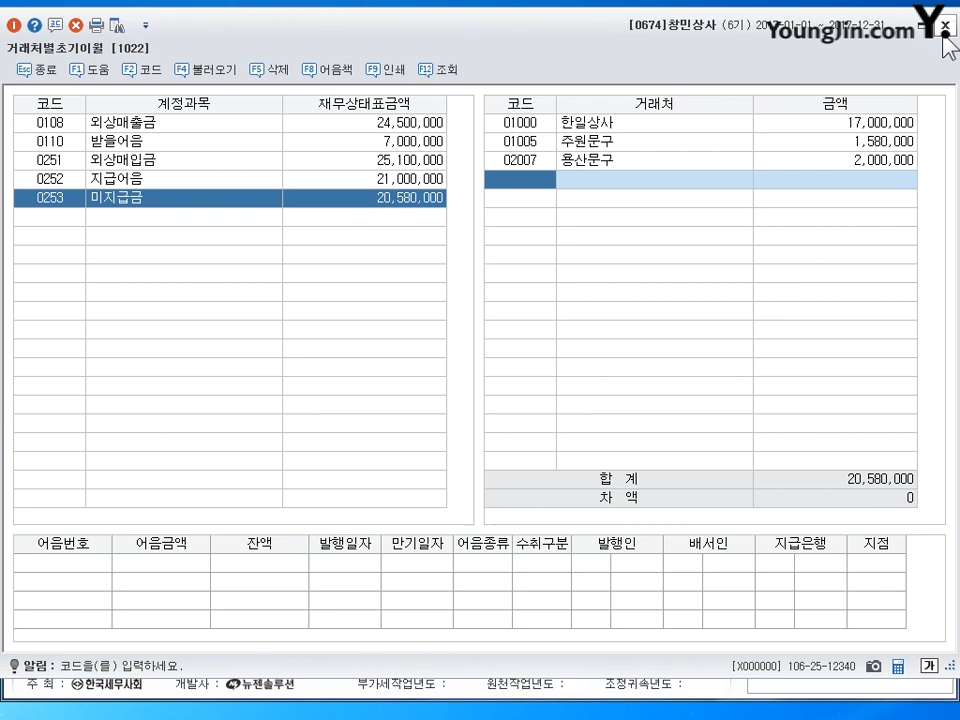 [0674]창민상사 (6기) 2017-01-01 ~ 2017-12-31
YoungJin.com Y.
거래처별초기이월 [1022]
Esc 종료 F1 도움 F2 코드 F4 불러오기 F5 삭제 F8 어음책 F9 인쇄 F12 조회
코드 계정과목 재무상태표금액
0108 외상매출금 24,500,000
0110 받을어음 7,000,000
0251 외상매입금 25,100,000
0252 지급어음 21,000,000
0253 미지급금 20,580,000
코드 거래처 금액
01000 한일상사 17,000,000
01005 주원문구 1,580,000
02007 용산문구 2,000,000
합 계 20,580,000
차 액 0
어음번호 어음금액 잔액 발행일자 만기일자 어음종류 수취구분 발행인 배서인 지급은행 지점
알림 : 코드을(를) 입력하세요. [X000000] 106-25-12340 가
주 최 : 한국세무사회 개발사 : 뉴젠솔루션 부가세작업년도 : 원천작업년도 : 조정귀속년도 :